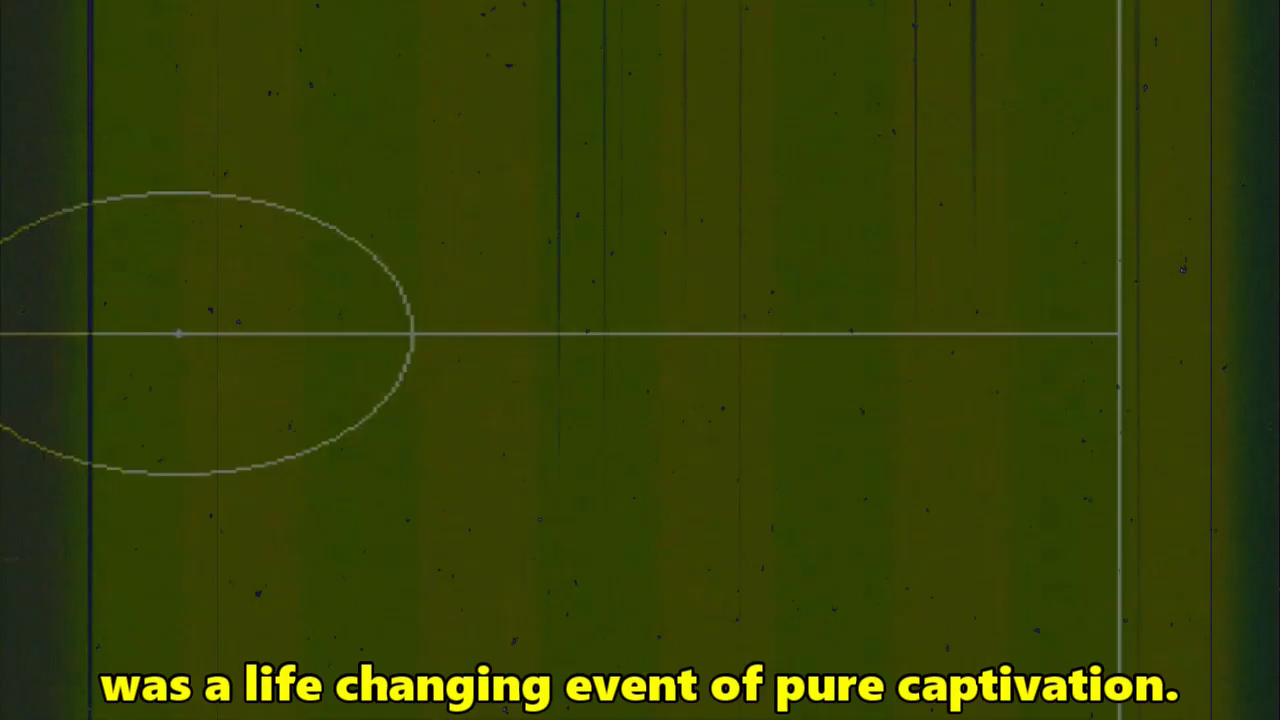 was a life changing event of pure captivation.